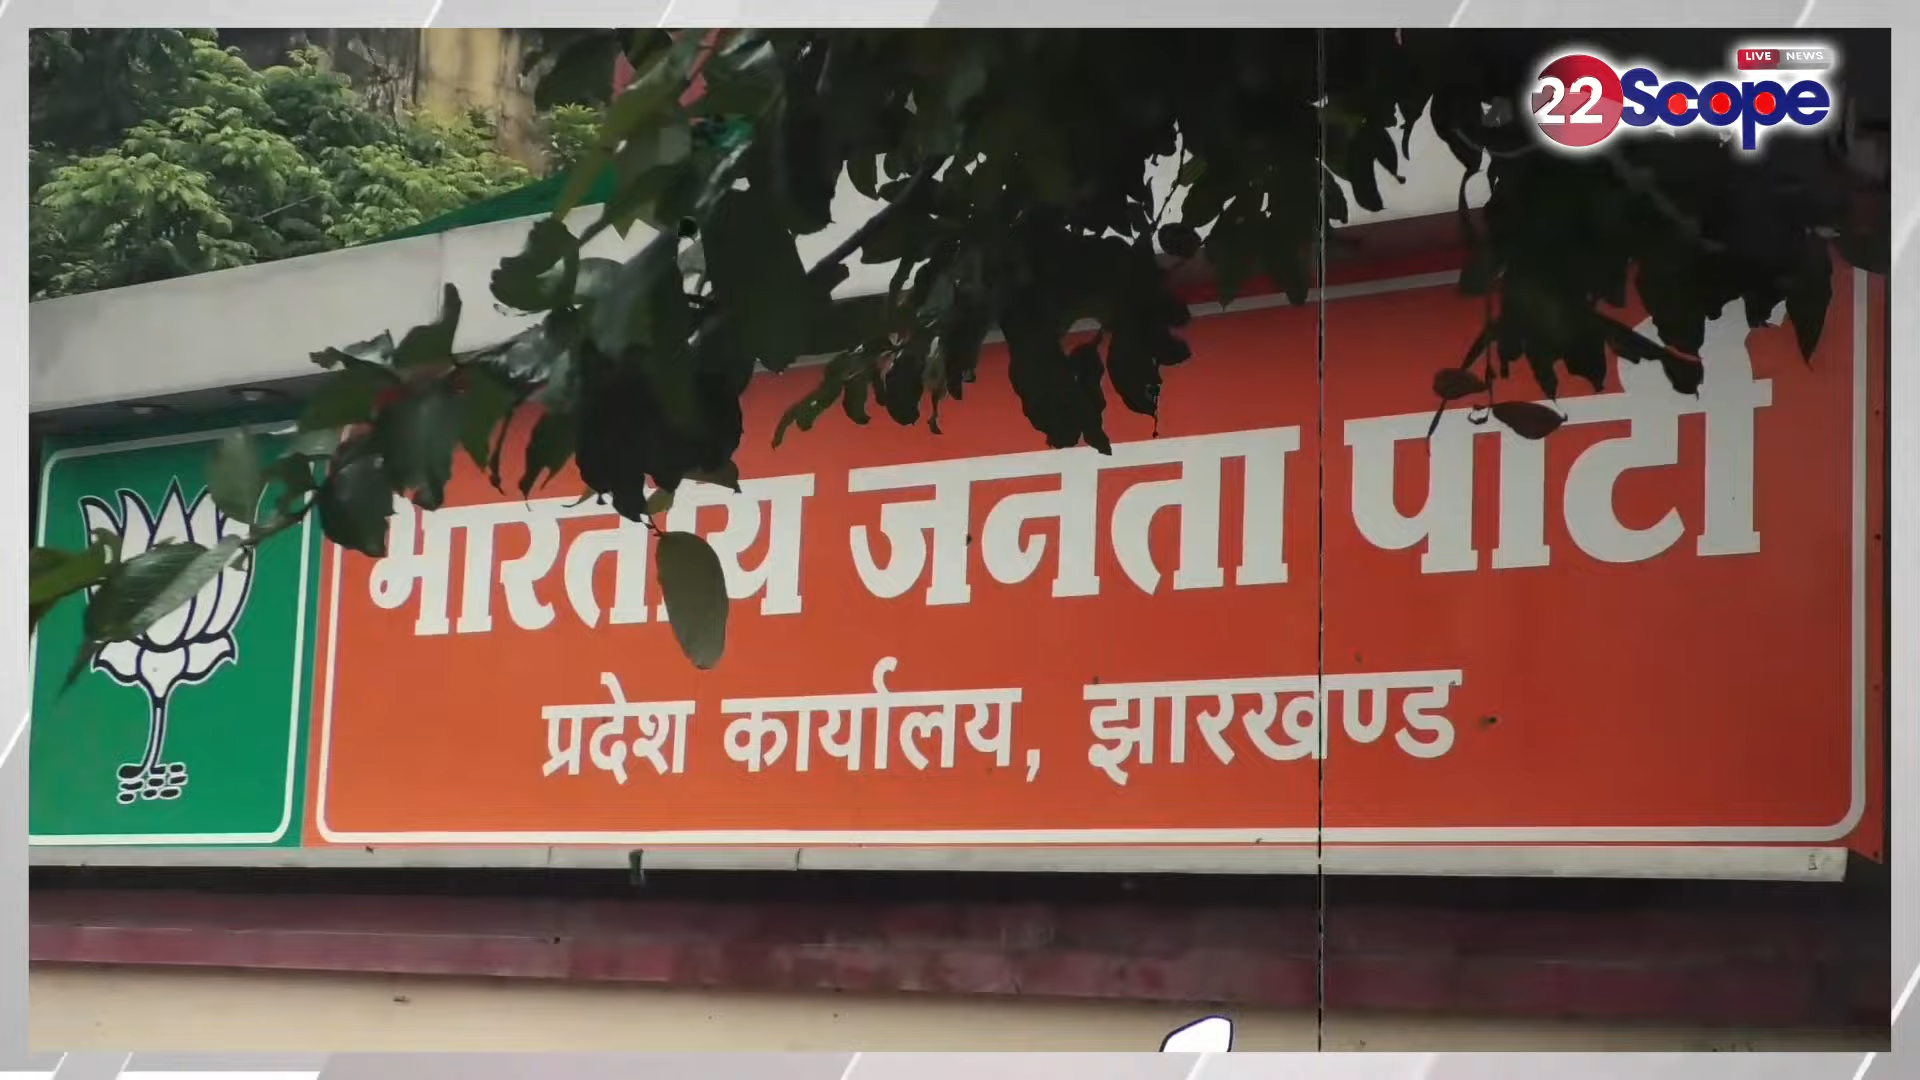 LIVE NEWS
22Scope
भारतीय जनता पार्टी
प्रदेश कार्यालय, झारखण्ड